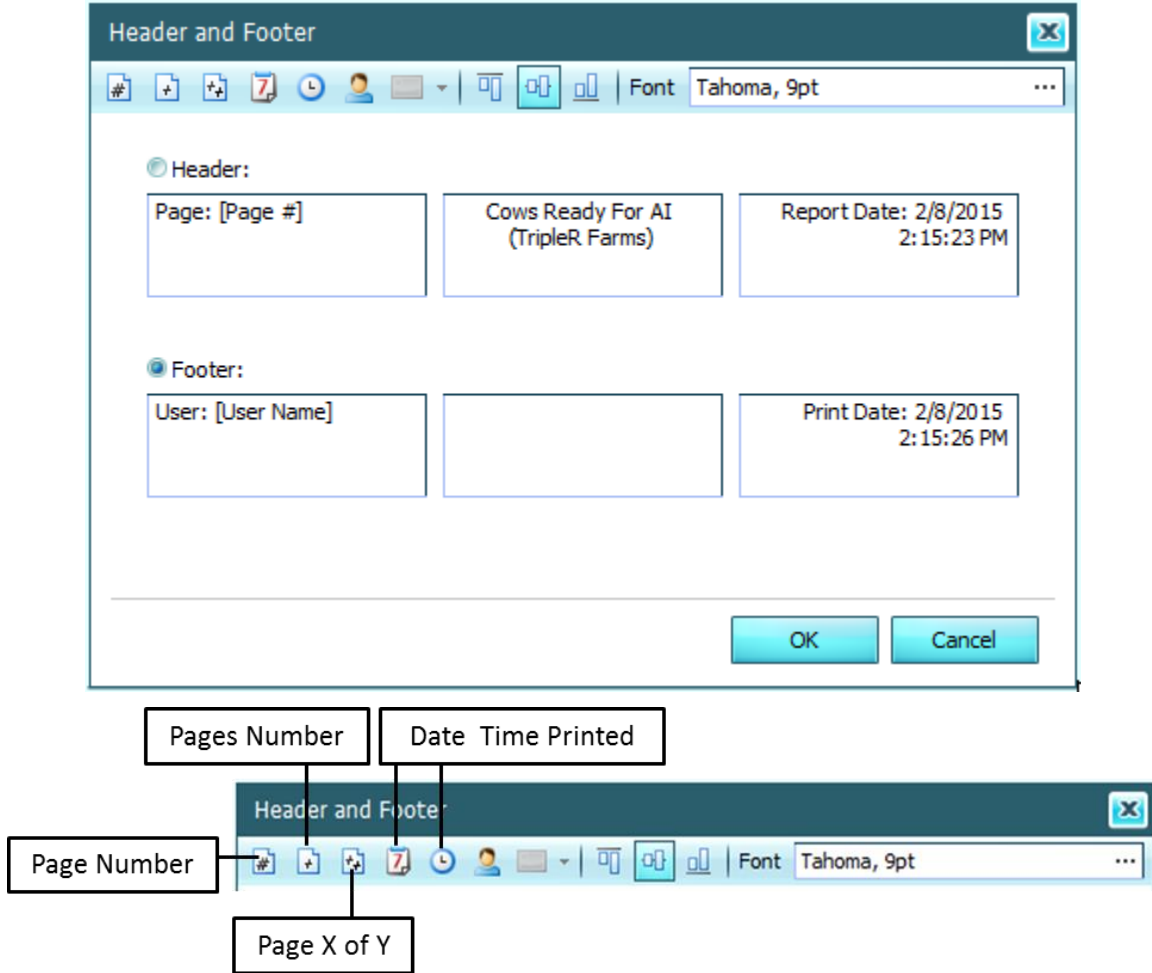 Header and Footer
Font Tahoma, 9pt ...
Header:
Page: [Page #]
Cows Ready For AI
(TripleR Farms)
Report Date: 2/8/2015
2:15:23 PM
Footer:
User: [User Name]
Print Date: 2/8/2015
2:15:26 PM
OK
Cancel
Pages Number
Date Time Printed
Header and Footer
Page Number
Font Tahoma, 9pt ...
Page X of Y